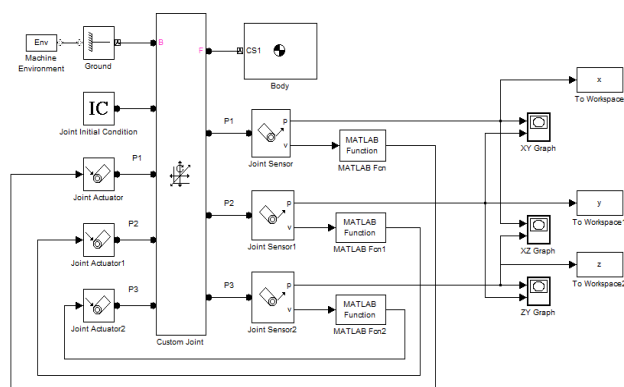 Env
Machine
Environment
Ground
B
F
CS1
Body
IC
Joint Initial Condition
P1
Joint Actuator
P2
Joint Actuator1
P3
Joint Actuator2
Custom Joint
P1
p
v
Joint Sensor
MATLAB
Function
MATLAB Fcn
P2
p
v
Joint Sensor1
MATLAB
Function
MATLAB Fcn1
P3
p
v
Joint Sensor2
MATLAB
Function
MATLAB Fcn2
x
To Workspace
XY Graph
y
To Workspace1
XZ Graph
z
To Workspace2
ZY Graph